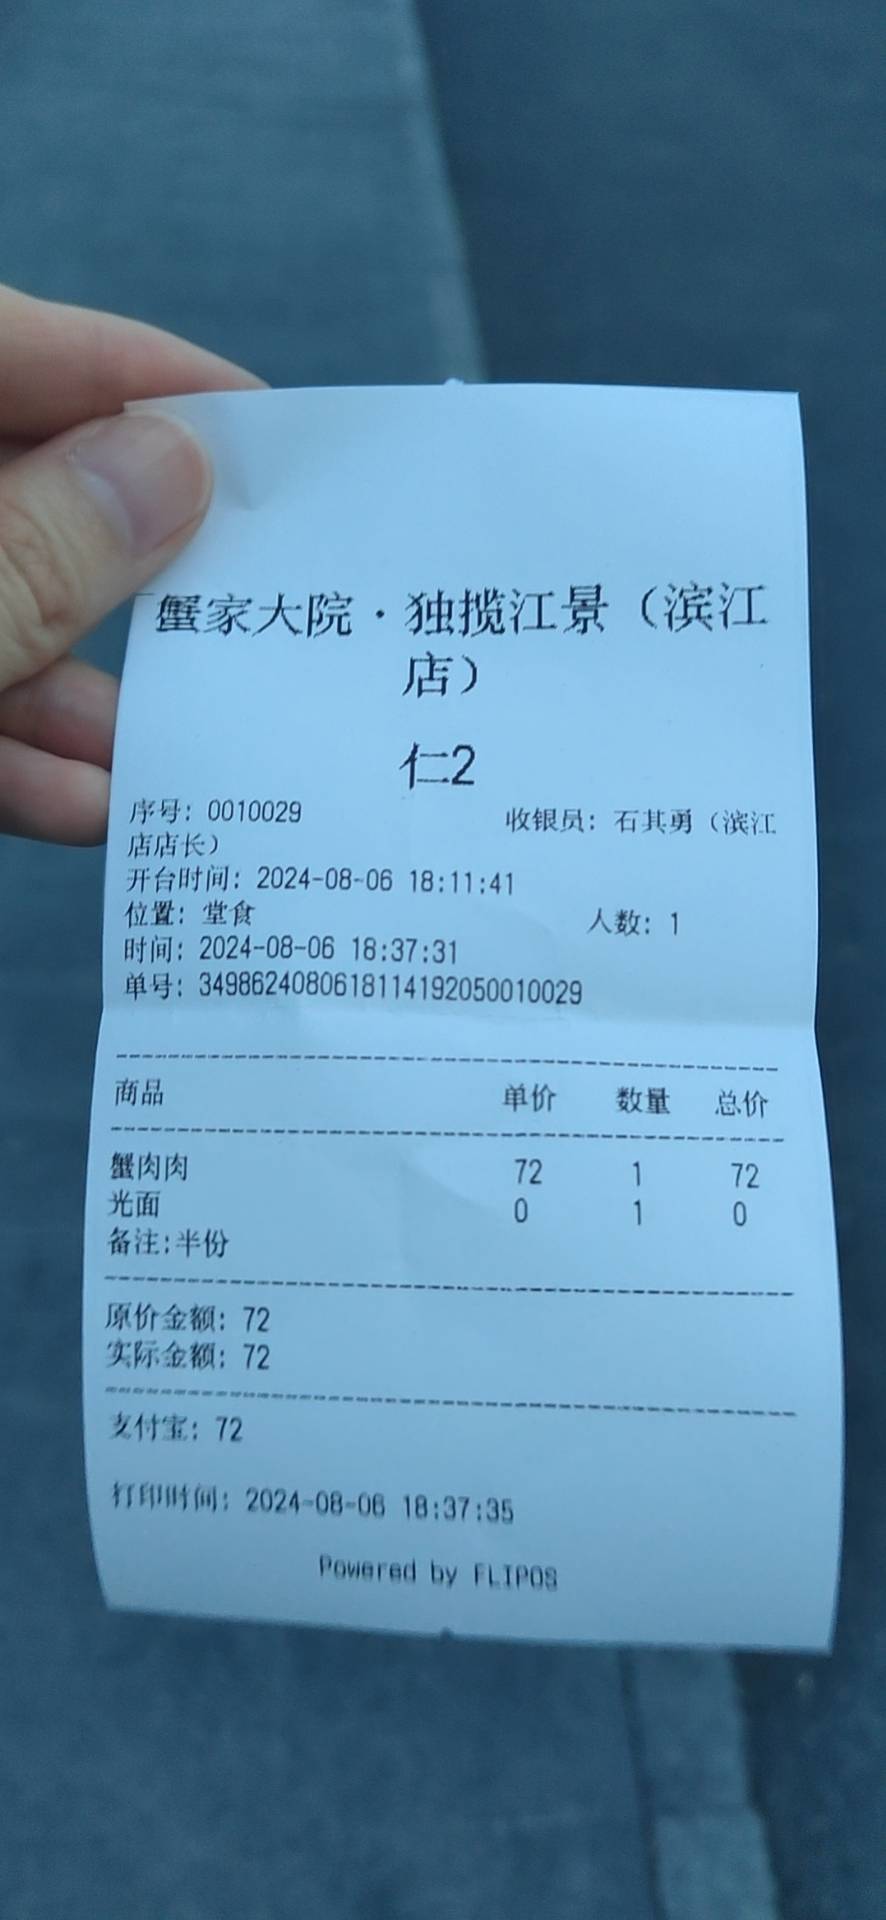 蟹家大院·独揽江景（滨江
店）
仁2
序号: 0010029 收银员: 石其勇（滨江
店店长）
开台时间: 2024-08-06 18:11:41
位置: 堂食 人数: 1
时间: 2024-08-06 18:37:31
单号: 3498624080618114192050010029
商品 单价 数量 总价
蟹肉肉 72 1 72
光面 0 1 0
备注:半份
原价金额: 72
实际金额: 72
支付宝: 72
打印时间: 2024-08-06 18:37:35
Powered by FLIPOS